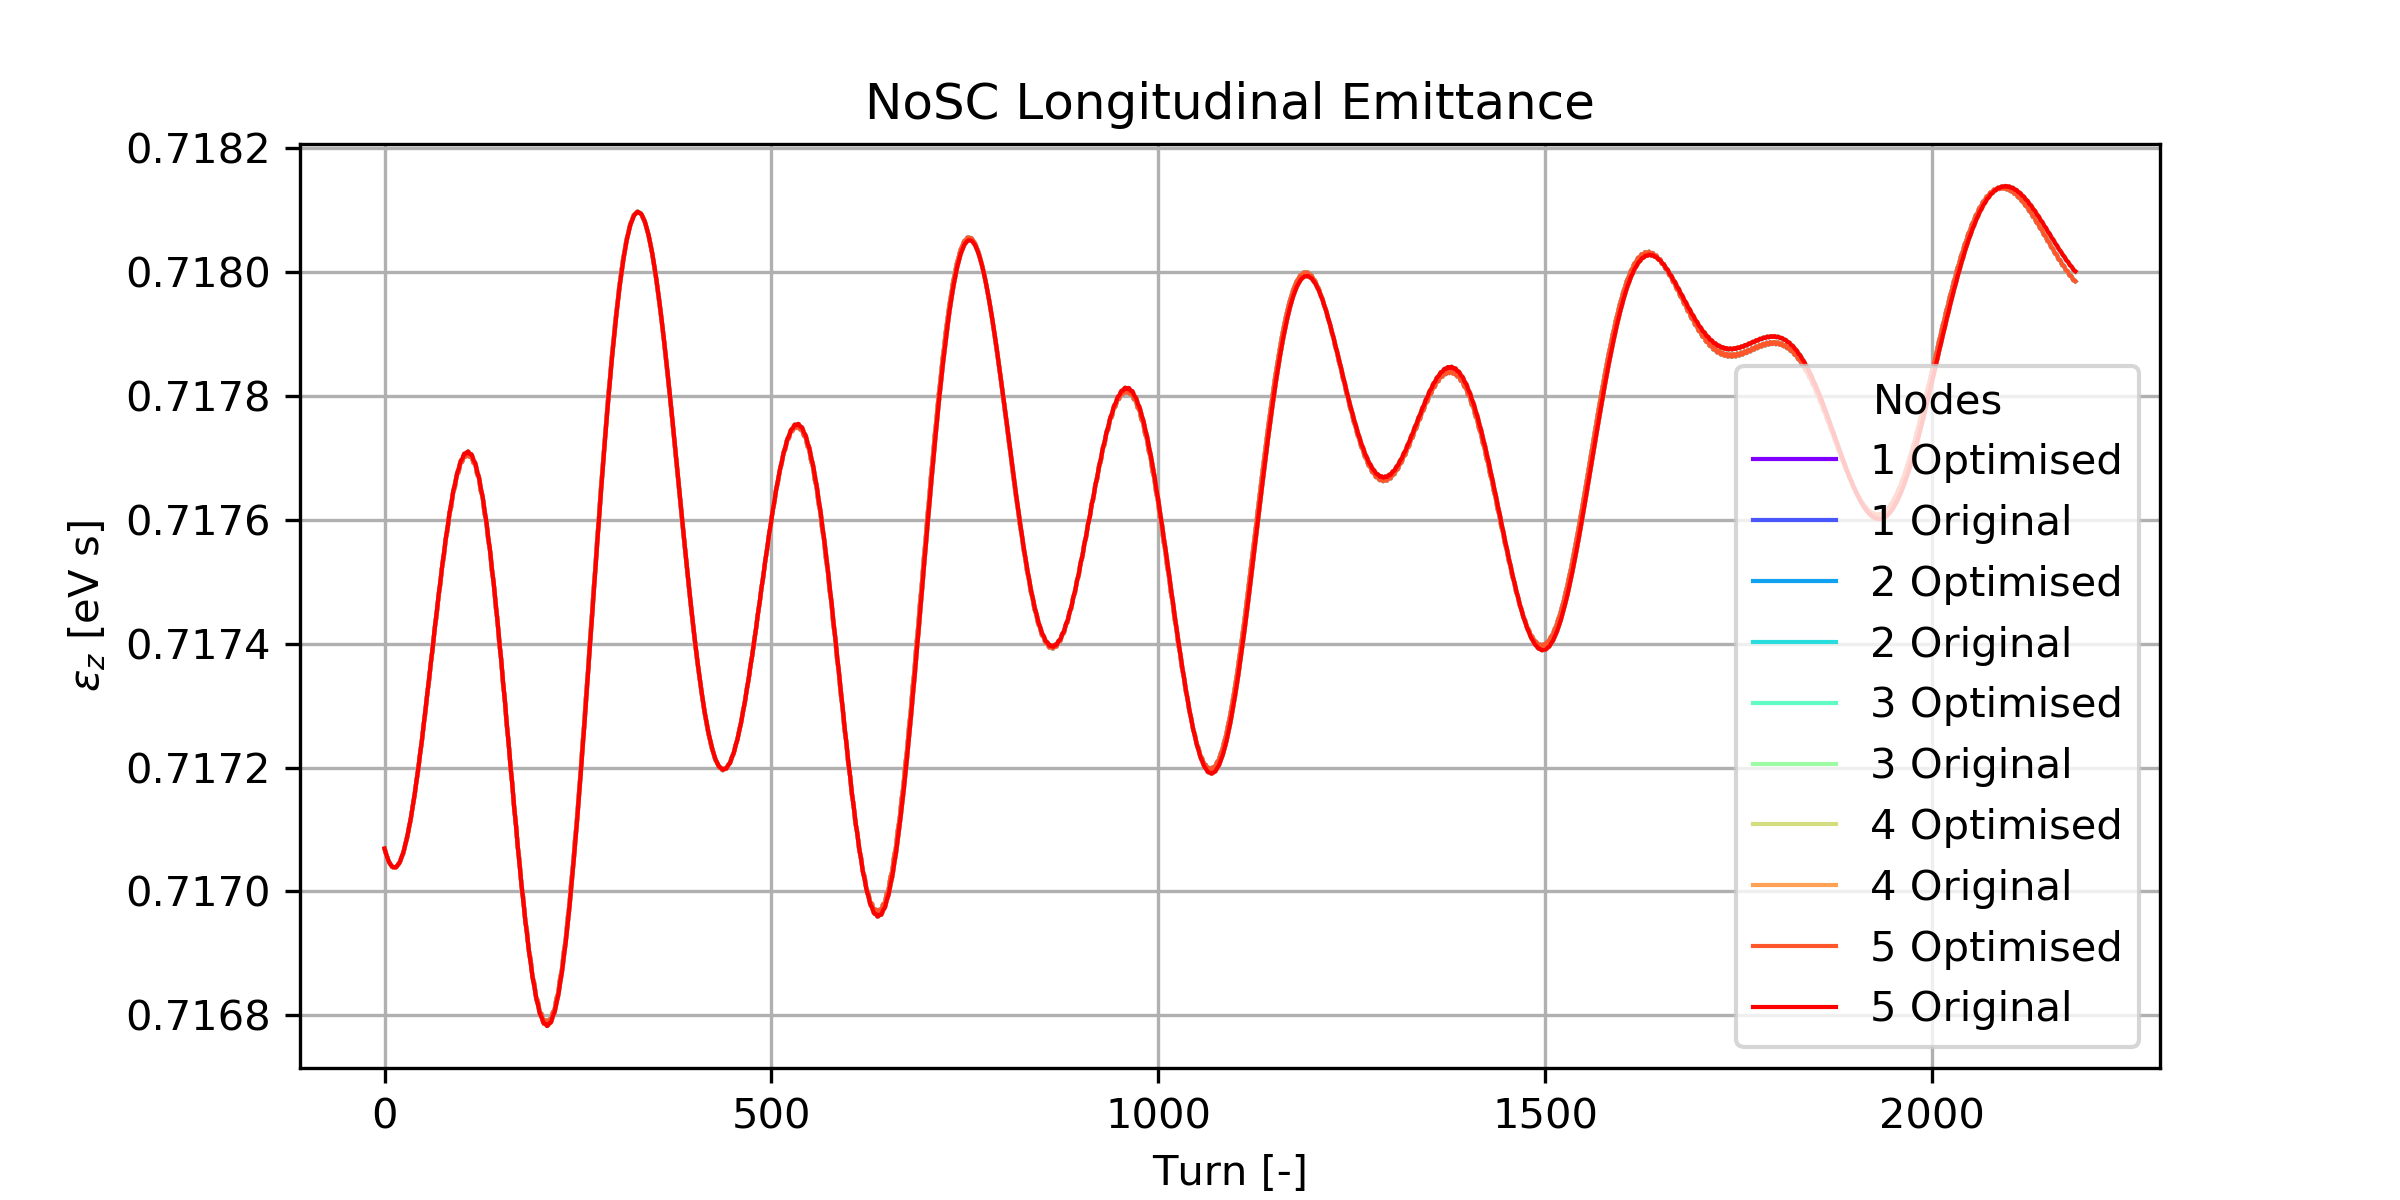 NoSC Longitudinal Emittance
0.7182
0.7180
0.7178
0.7176
0.7174
0.7172
0.7170
0.7168
ε_z [eV s]
0 500 1000 1500 2000
Turn [-]
Nodes
1 Optimised
1 Original
2 Optimised
2 Original
3 Optimised
3 Original
4 Optimised
4 Original
5 Optimised
5 Original